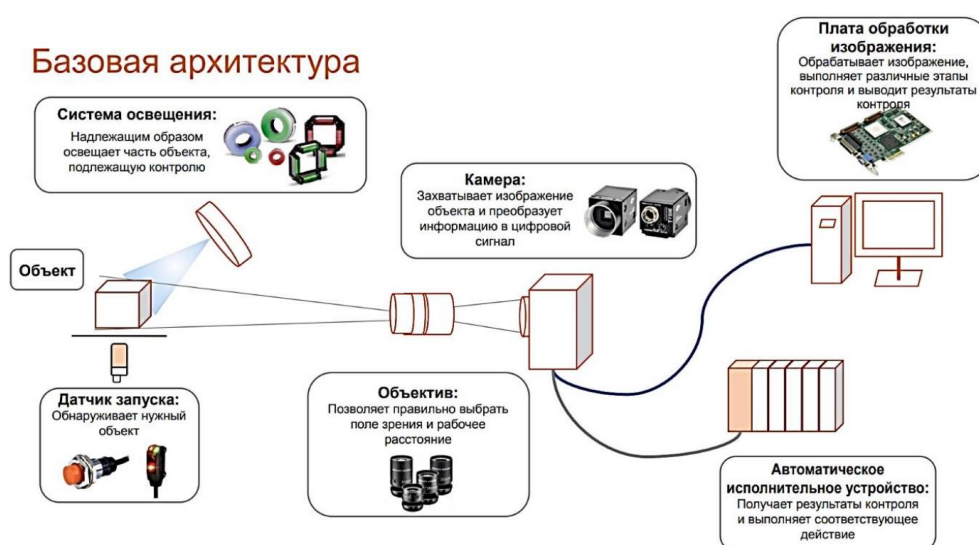 Базовая архитектура
Система освещения:
Надлежащим образом
освещает часть объекта,
подлежащую контролю
Плата обработки
изображения:
Обрабатывает изображение,
выполняет различные этапы
контроля и выводит результаты
контроля
Камера:
Захватывает изображение
объекта и преобразует
информацию в цифровой
сигнал
Объект
Датчик запуска:
Обнаруживает нужный
объект
Объектив:
Позволяет правильно выбрать
поле зрения и рабочее
расстояние
Автоматическое
исполнительное устройство:
Получает результаты контроля
и выполняет соответствующее
действие